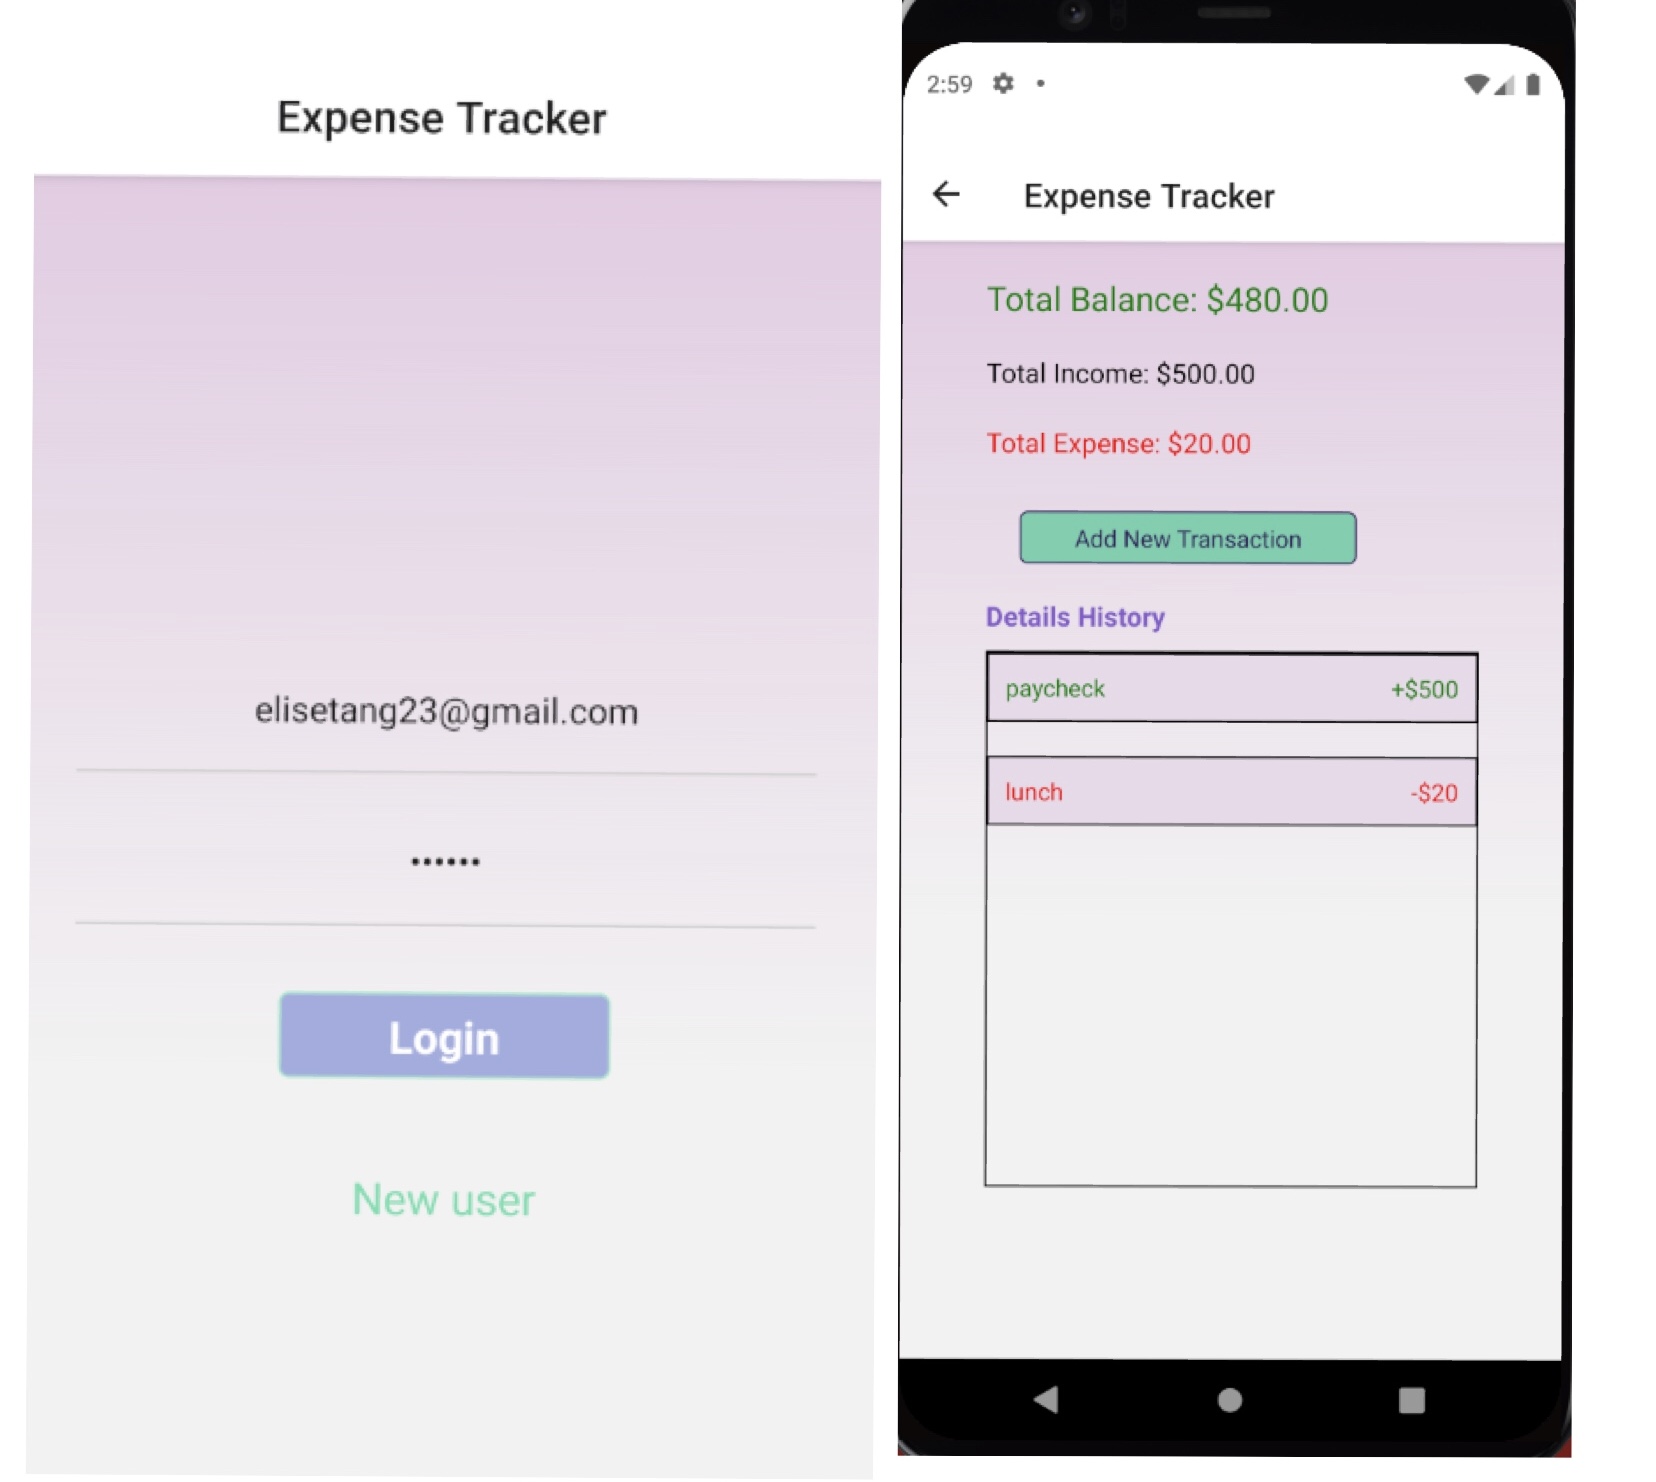 Expense Tracker
elisetang23@gmail.com
••••••
Login
New user
2:59
Expense Tracker
Total Balance: $480.00
Total Income: $500.00
Total Expense: $20.00
Add New Transaction
Details History
paycheck +$500
lunch -$20